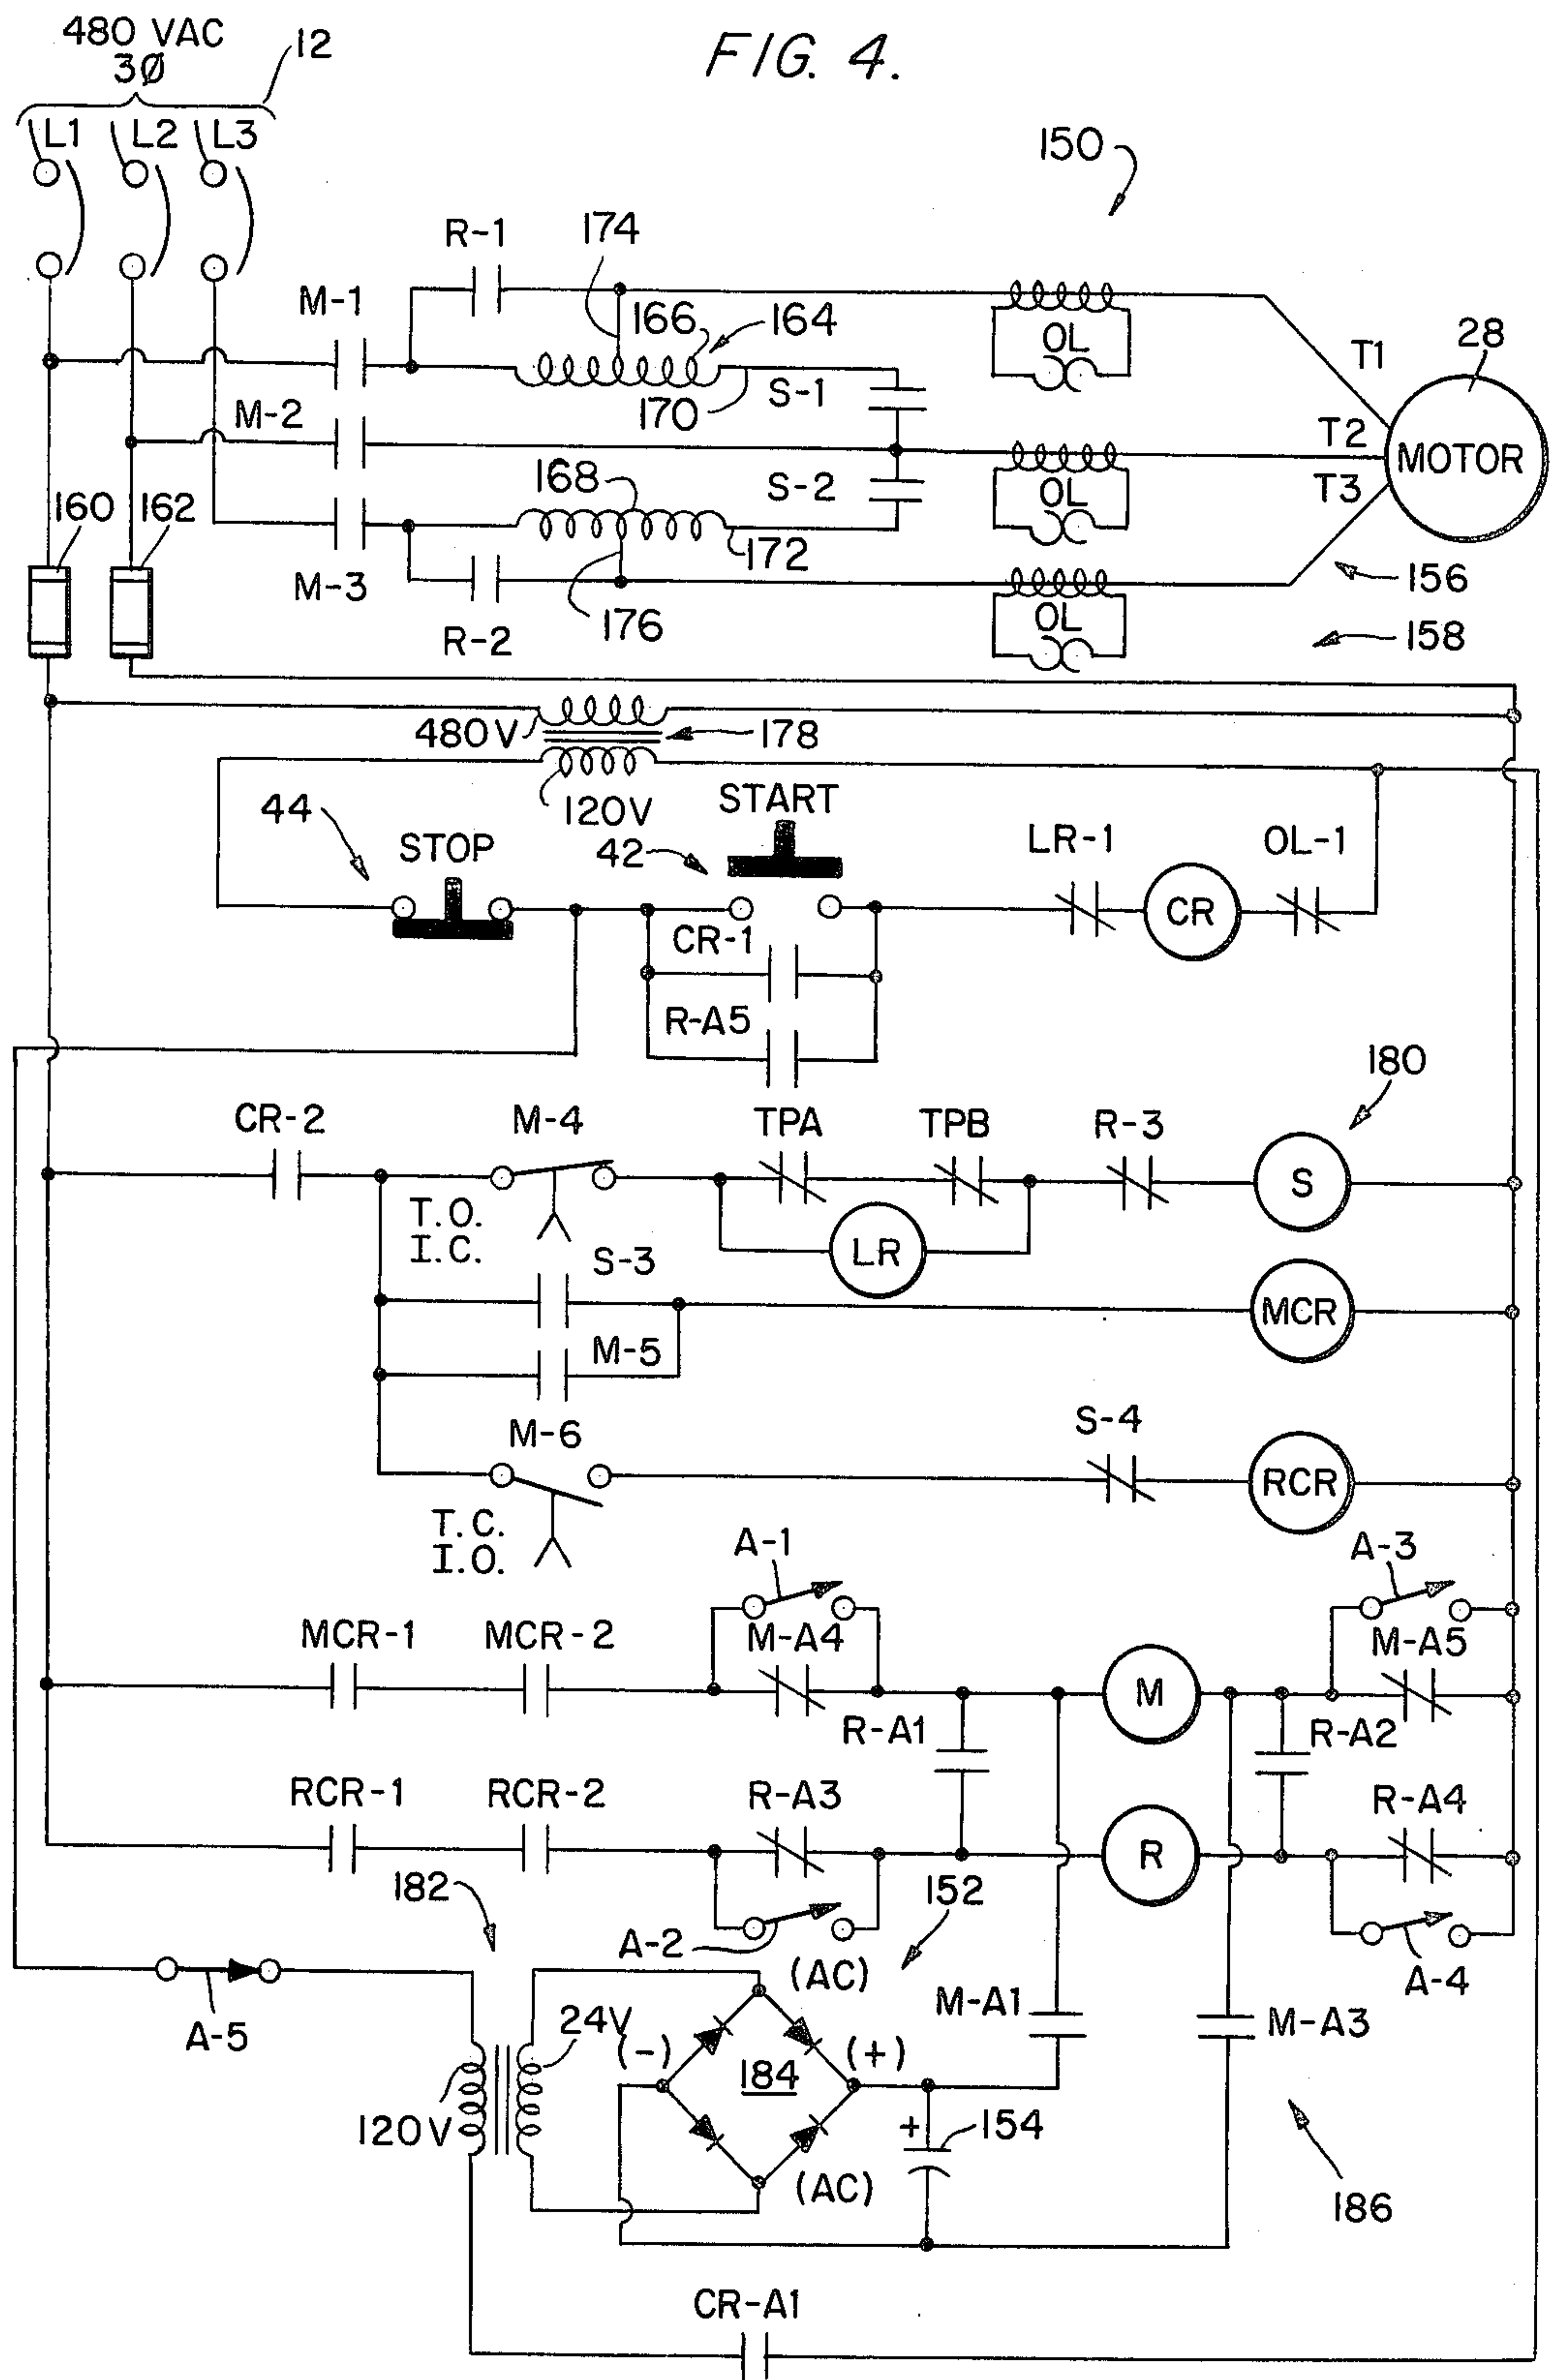 FIG. 4.
480 VAC
3Ø
12
L1 L2 L3
150
R-1
174
M-1
166
164
OL
T1
28
170
S-1
M-2
T2
MOTOR
T3
168
S-2
OL
160
162
172
156
M-3
R-2
176
OL
158
480V
178
120V
START
44
STOP
42
LR-1
OL-1
CR
CR-1
R-A5
180
CR-2
M-4
TPA
TPB
R-3
S
T.O.
I.C.
LR
S-3
MCR
M-5
M-6
S-4
RCR
T.C.
I.O.
A-1
A-3
MCR-1
MCR-2
M-A4
M
M-A5
R-A1
R-A2
RCR-1
RCR-2
R-A3
R
R-A4
182
152
A-2
(AC)
A-4
A-5
24V
(-)
184
(+)
M-A1
M-A3
120V
+
154
(AC)
186
CR-A1